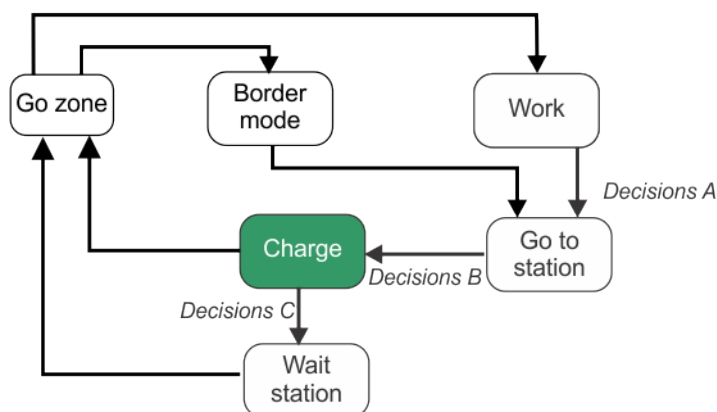 Go zone
Border
mode
Work
Decisions A
Go to
station
Charge
Decisions B
Decisions C
Wait
station